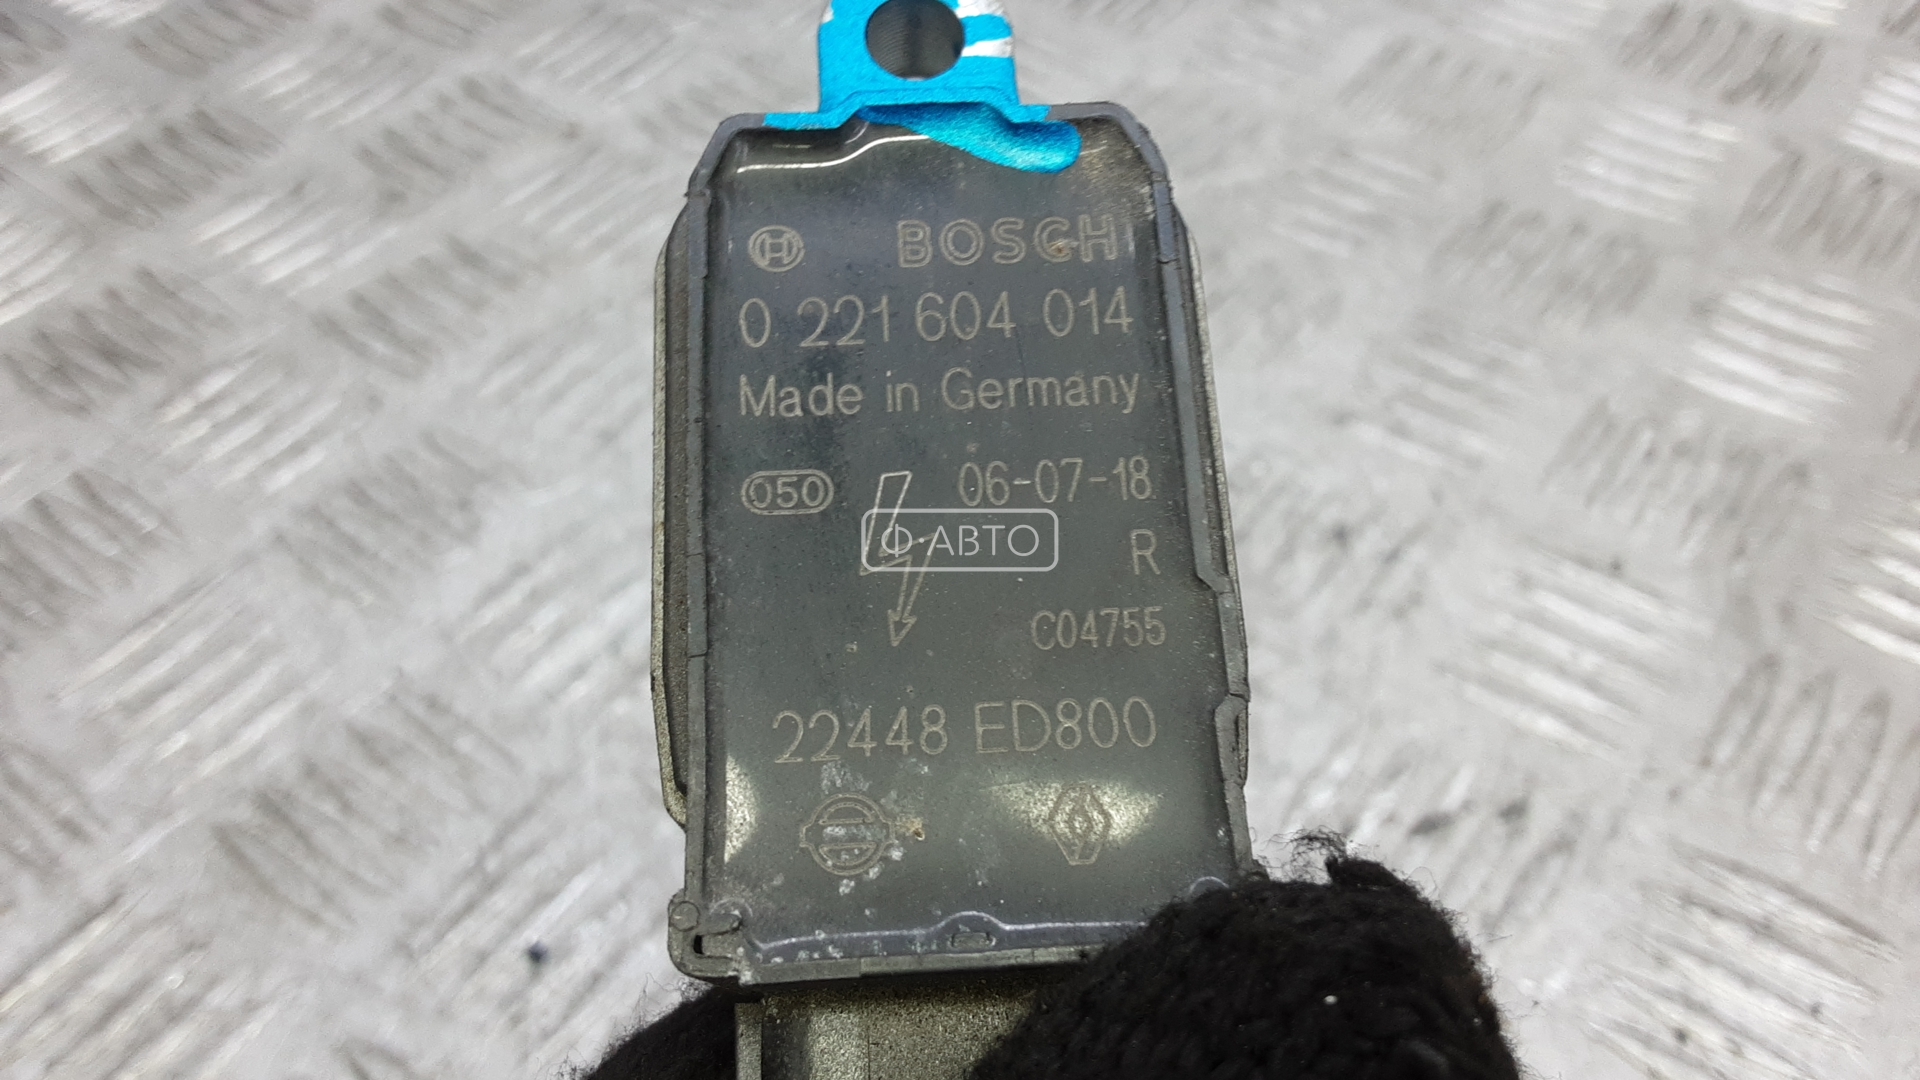 BOSCH
0 221 604 014
Made in Germany
050 06-07-18
Ф АВТО
R
C04755
22448 ED800